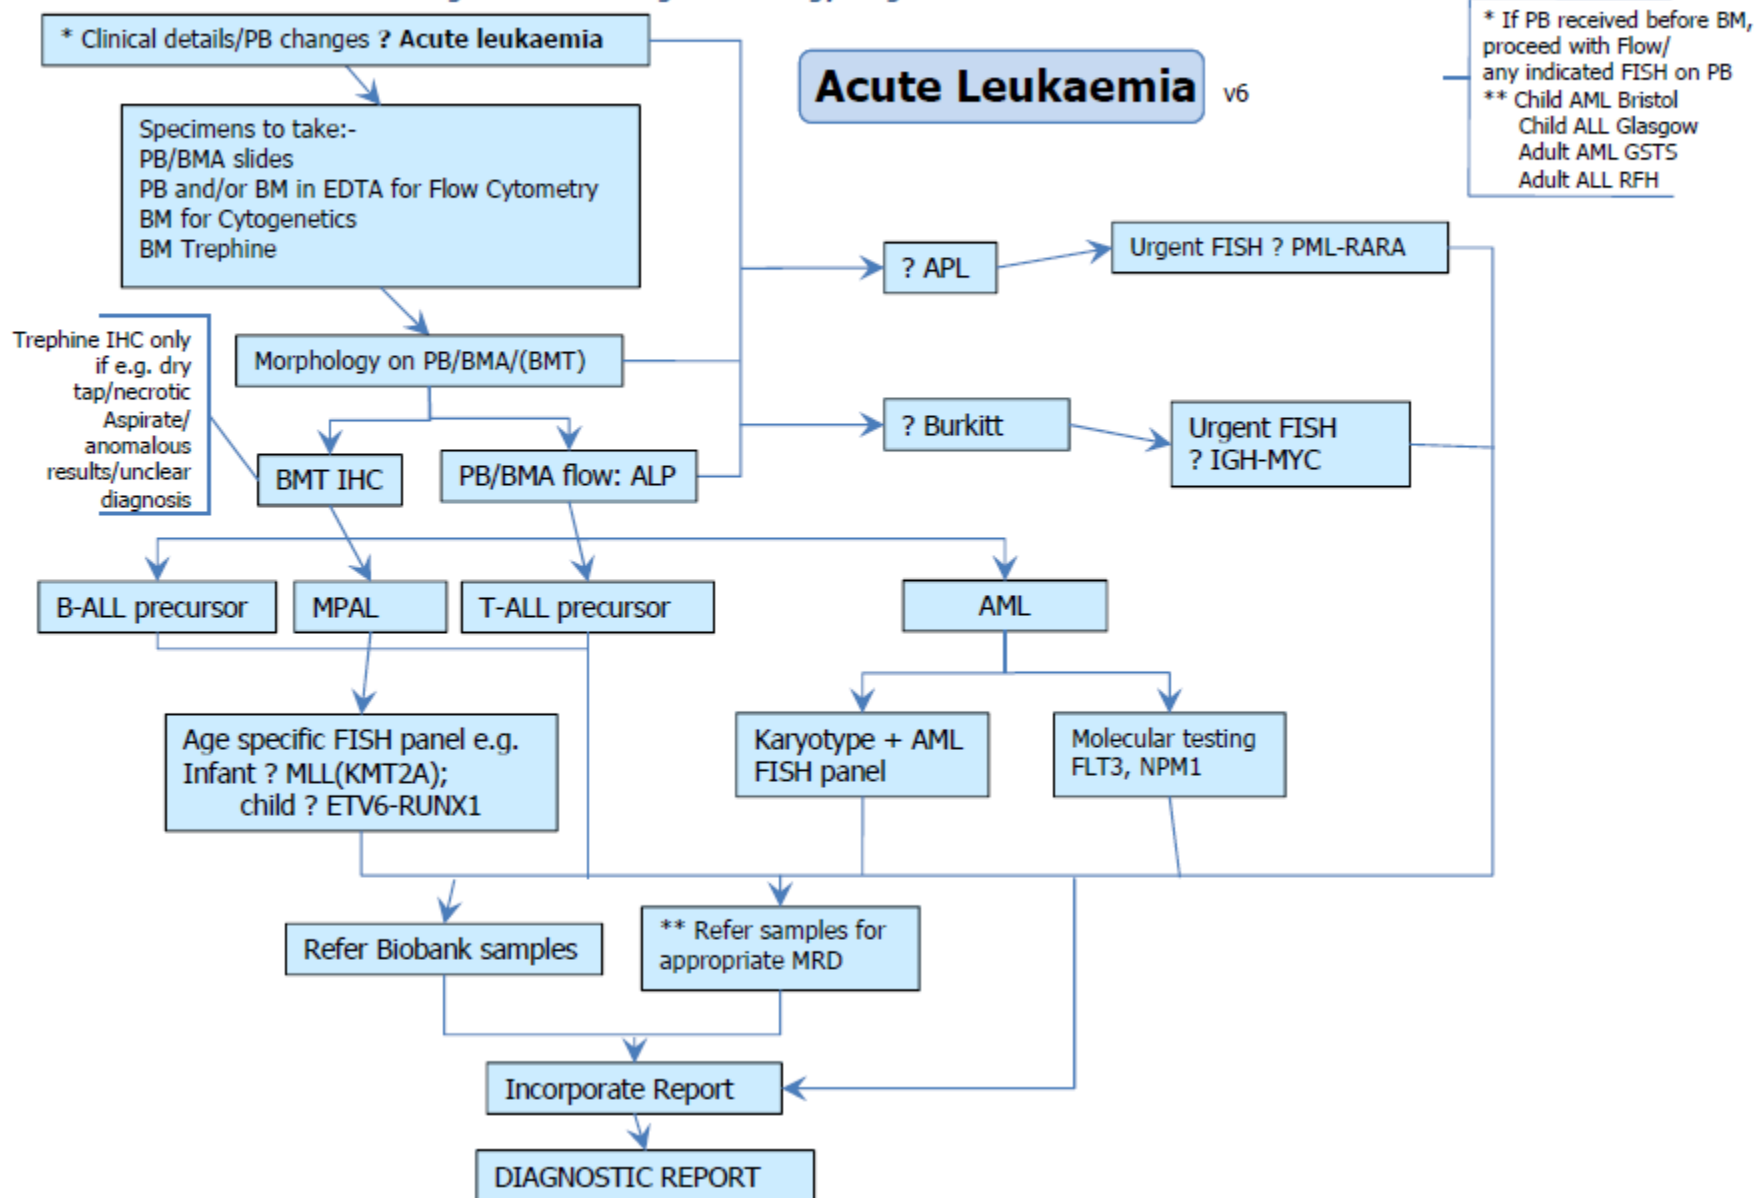 * Clinical details/PB changes ? Acute leukaemia
Acute Leukaemia v6
* If PB received before BM,
proceed with Flow/
any indicated FISH on PB
** Child AML Bristol
Child ALL Glasgow
Adult AML GSTS
Adult ALL RFH
Specimens to take:-
PB/BMA slides
PB and/or BM in EDTA for Flow Cytometry
BM for Cytogenetics
BM Trephine
? APL
Urgent FISH ? PML-RARA
Trephine IHC only
if e.g. dry
tap/necrotic
Aspirate/
anomalous
results/unclear
diagnosis
Morphology on PB/BMA/(BMT)
? Burkitt
Urgent FISH
? IGH-MYC
BMT IHC
PB/BMA flow: ALP
B-ALL precursor
MPAL
T-ALL precursor
AML
Age specific FISH panel e.g.
Infant ? MLL(KMT2A);
child ? ETV6-RUNX1
Karyotype + AML
FISH panel
Molecular testing
FLT3, NPM1
Refer Biobank samples
** Refer samples for
appropriate MRD
Incorporate Report
DIAGNOSTIC REPORT